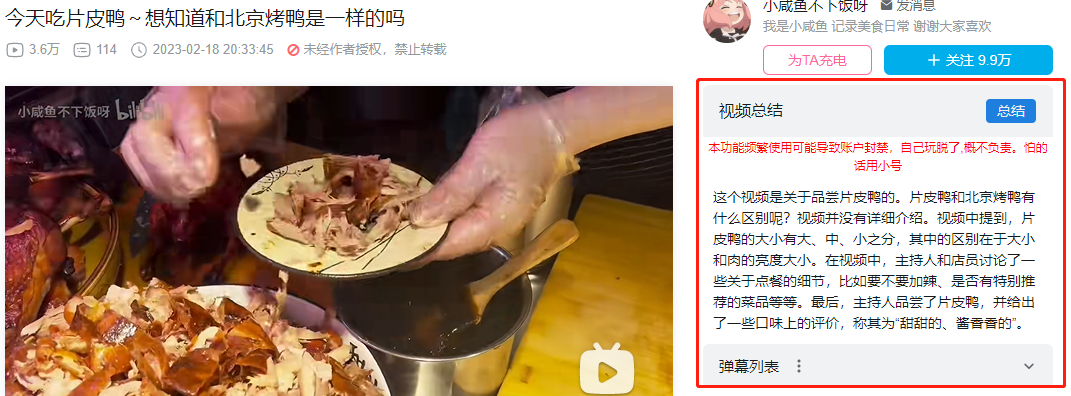 今天吃片皮鸭～想知道和北京烤鸭是一样的吗
3.6万 114 2023-02-18 20:33:45 未经作者授权，禁止转载
小咸鱼不下饭呀 bilibili
小咸鱼不下饭呀 发消息
我是小咸鱼 记录美食日常 谢谢大家喜欢
为TA充电 + 关注 9.9万
视频总结 总结
本功能频繁使用可能导致账户封禁，自己玩脱了,概不负责。怕的
话用小号
这个视频是关于品尝片皮鸭的。片皮鸭和北京烤鸭有
什么区别呢？视频并没有详细介绍。视频中提到，片
皮鸭的大小有大、中、小之分，其中的区别在于大小
和肉的亮度大小。在视频中，主持人和店员讨论了一
些关于点餐的细节，比如要不要加辣、是否有特别推
荐的菜品等等。最后，主持人品尝了片皮鸭，并给出
了一些口味上的评价，称其为“甜甜的、酱香香的”。
弹幕列表